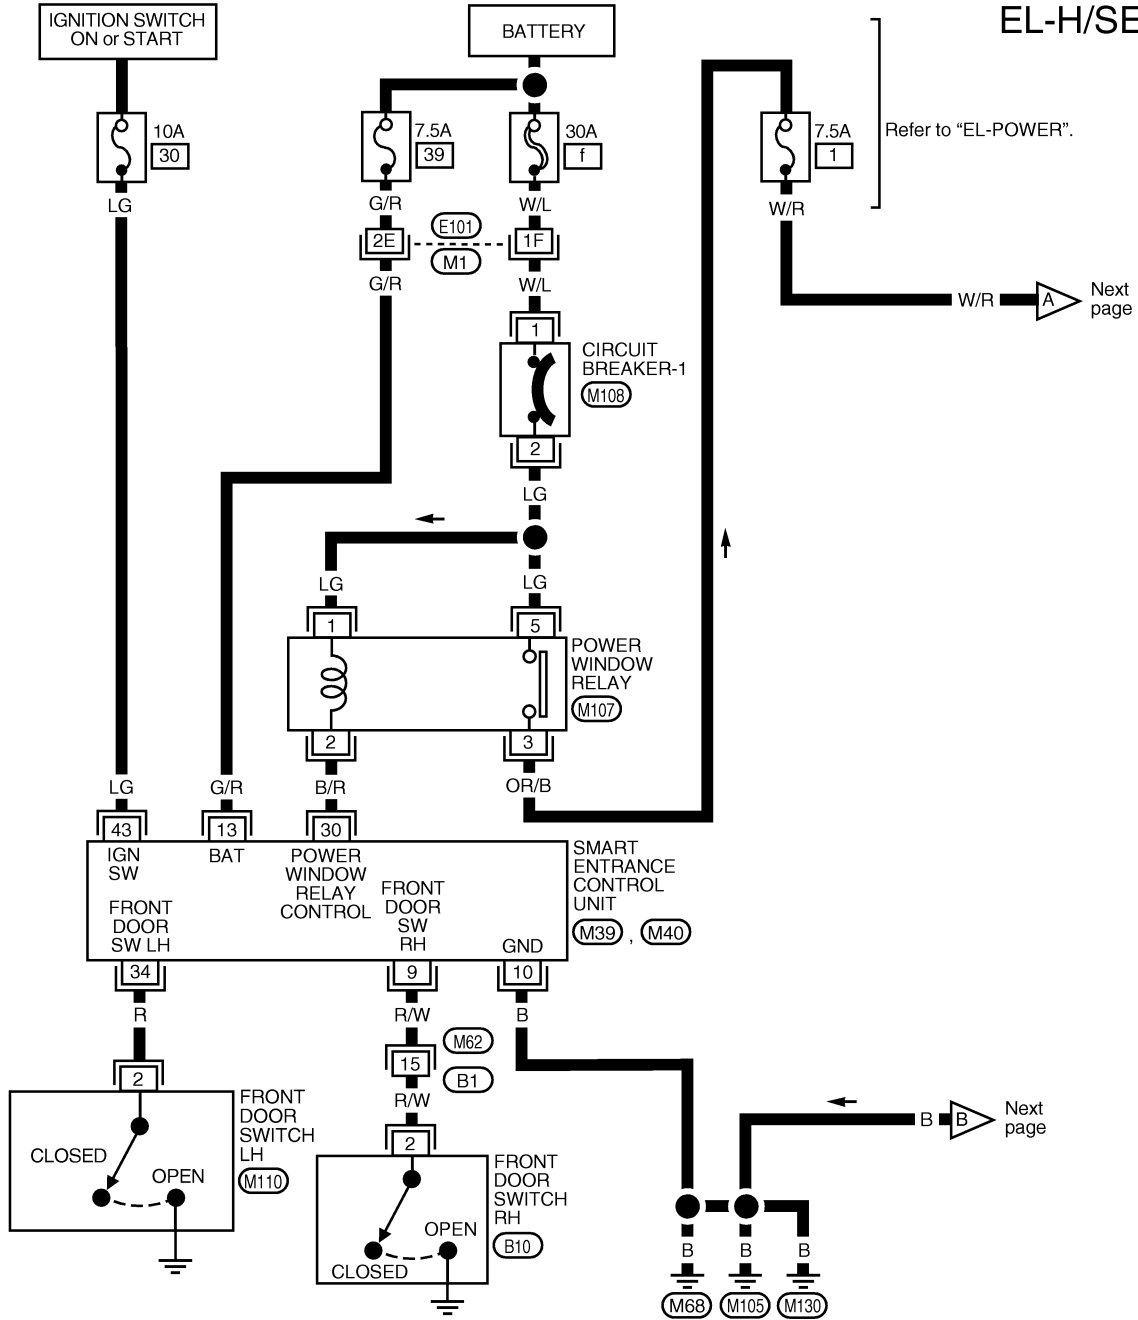 EL-H/SE
IGNITION SWITCH
ON or START
BATTERY
10A
30
7.5A
39
30A
f
7.5A
1
Refer to “EL-POWER”.
LG
G/R
W/L
W/R
2E
E101
M1
1F
G/R
W/L
W/R
A
Next
page
1
CIRCUIT
BREAKER-1
M108
2
LG
LG
LG
1
5
POWER
WINDOW
RELAY
M107
2
3
LG
G/R
B/R
OR/B
43
13
30
IGN
SW
BAT
POWER
WINDOW
RELAY
CONTROL
SMART
ENTRANCE
CONTROL
UNIT
M39 , M40
FRONT
DOOR
SW LH
FRONT
DOOR
SW
RH
GND
34
9
10
R
R/W
B
M62
15
B1
R/W
2
FRONT
DOOR
SWITCH
LH
M110
CLOSED
OPEN
2
FRONT
DOOR
SWITCH
RH
B10
OPEN
CLOSED
B
B
Next
page
B
B
B
M68
M105
M130